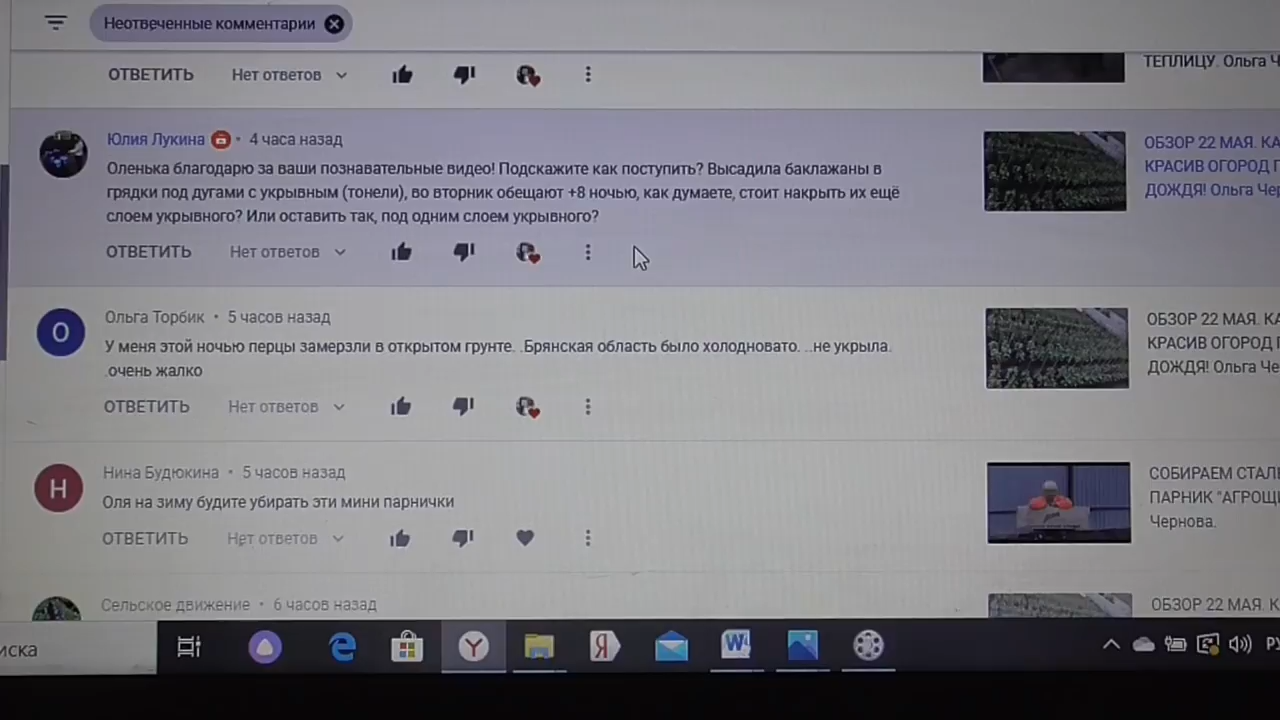 Неотвеченные комментарии
ОТВЕТИТЬ Нет ответов
ТЕПЛИЦУ. Ольга Ч
Юлия Лукина • 4 часа назад
Оленька благодарю за ваши познавательные видео! Подскажите как поступить? Высадила баклажаны в
грядки под дугами с укрывным (тонели), во вторник обещают +8 ночью, как думаете, стоит накрыть их ещё
слоем укрывного? Или оставить так, под одним слоем укрывного?
ОТВЕТИТЬ Нет ответов
ОБЗОР 22 МАЯ. КА
КРАСИВ ОГОРОД П
ДОЖДЯ! Ольга Чер
О
Ольга Торбик • 5 часов назад
У меня этой ночью перцы замерзли в открытом грунте. .Брянская область было холодновато. ..не укрыла.
.очень жалко
ОТВЕТИТЬ Нет ответов
ОБЗОР 22 МАЯ. КА
КРАСИВ ОГОРОД П
ДОЖДЯ! Ольга Че
Н
Нина Будюкина • 5 часов назад
Оля на зиму будите убирать эти мини парнички
ОТВЕТИТЬ Нет ответов
СОБИРАЕМ СТАЛЬ
ПАРНИК "АГРОЩИ
Чернова.
Сельское движение • 6 часов назад
ОБЗОР 22 МАЯ. К
иска
РУ